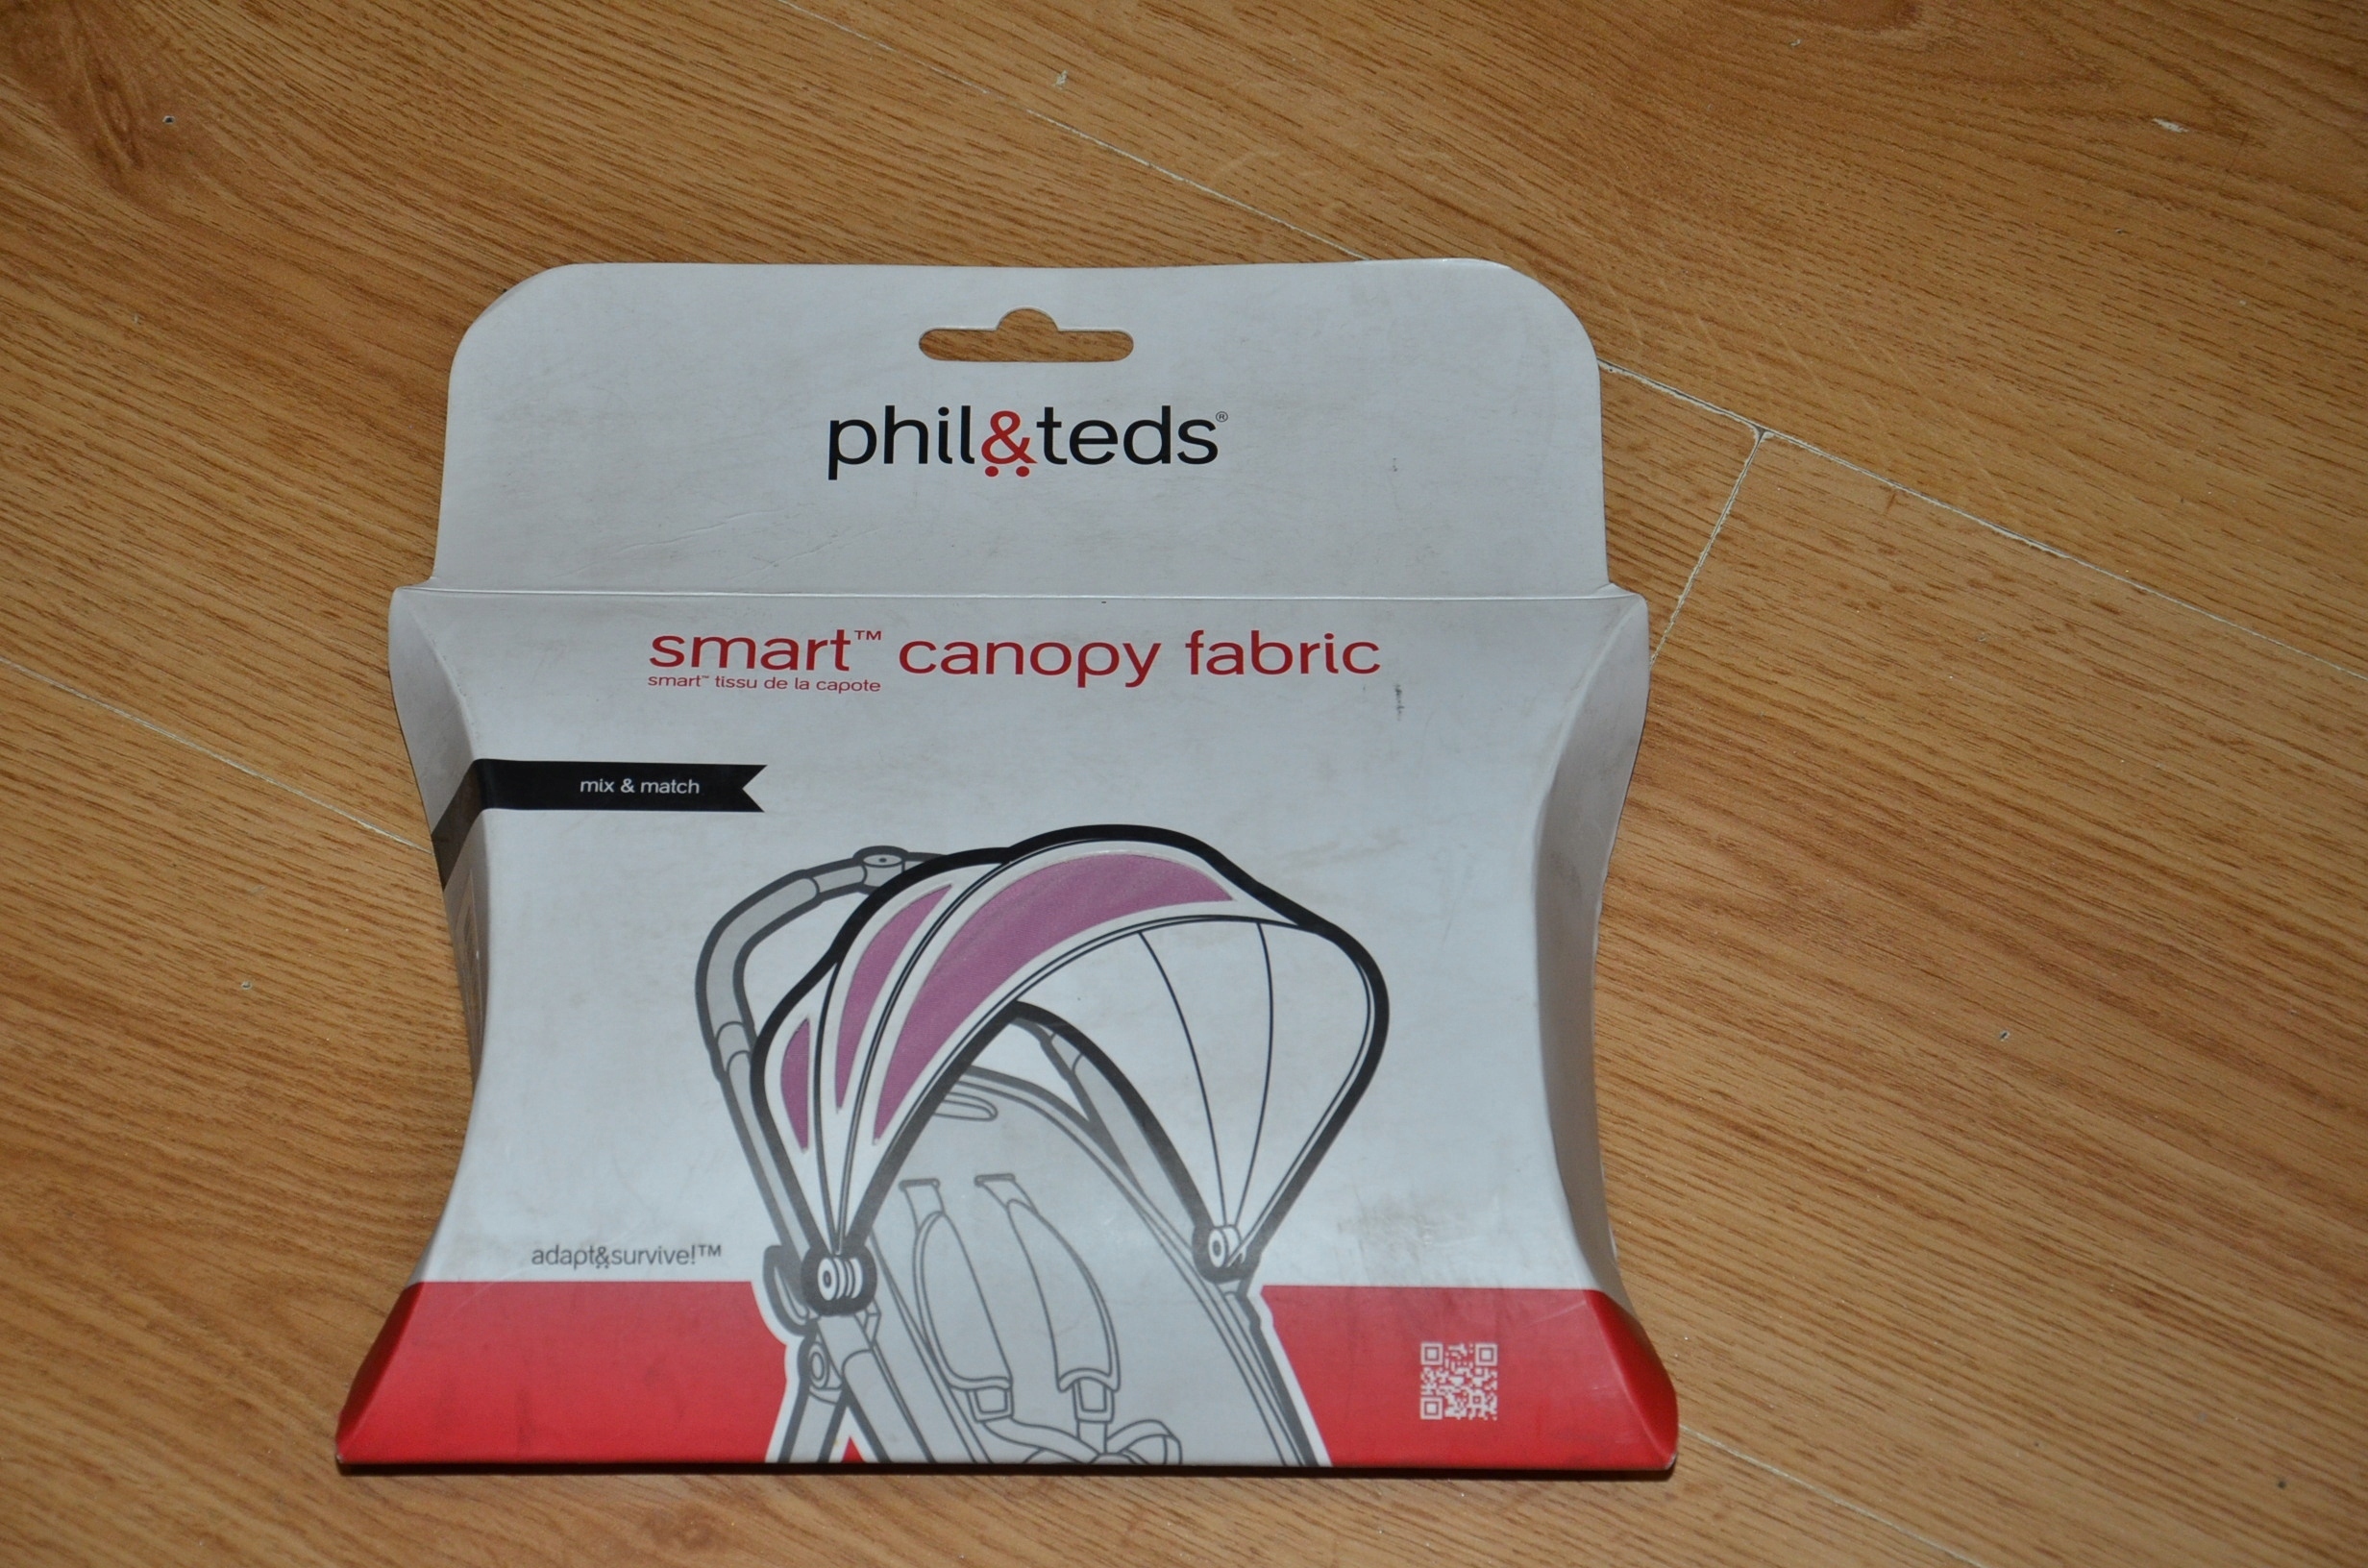 phil&teds®
smart™ canopy fabric
smart™ tissu de la capote
mix & match
adapt&survive!™